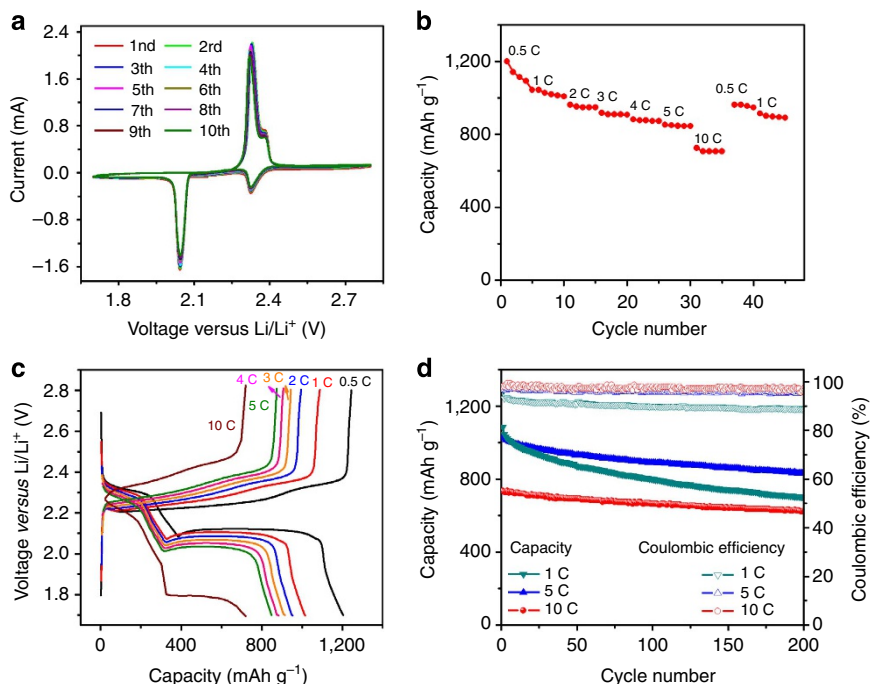 a
1nd 2rd
3th 4th
5th 6th
7th 8th
9th 10th
2.4
1.6
0.8
0.0
–0.8
–1.6
Current (mA)
1.8 2.1 2.4 2.7
Voltage versus Li/Li⁺ (V)
b
1,200
800
400
0
Capacity (mAh g⁻¹)
0.5 C
1 C
2 C
3 C
4 C
5 C
10 C
0.5 C
1 C
0 10 20 30 40
Cycle number
c
2.8
2.6
2.4
2.2
2.0
1.8
Voltage versus Li/Li⁺ (V)
10 C
5 C
4 C
3 C
2 C
1 C
0.5 C
0 400 800 1,200
Capacity (mAh g⁻¹)
d
1,200
900
600
400
0
Capacity (mAh g⁻¹)
100
80
60
40
20
0
Coulombic efficiency (%)
Capacity Coulombic efficiency
1 C 1 C
5 C 5 C
10 C 10 C
0 50 100 150 200
Cycle number